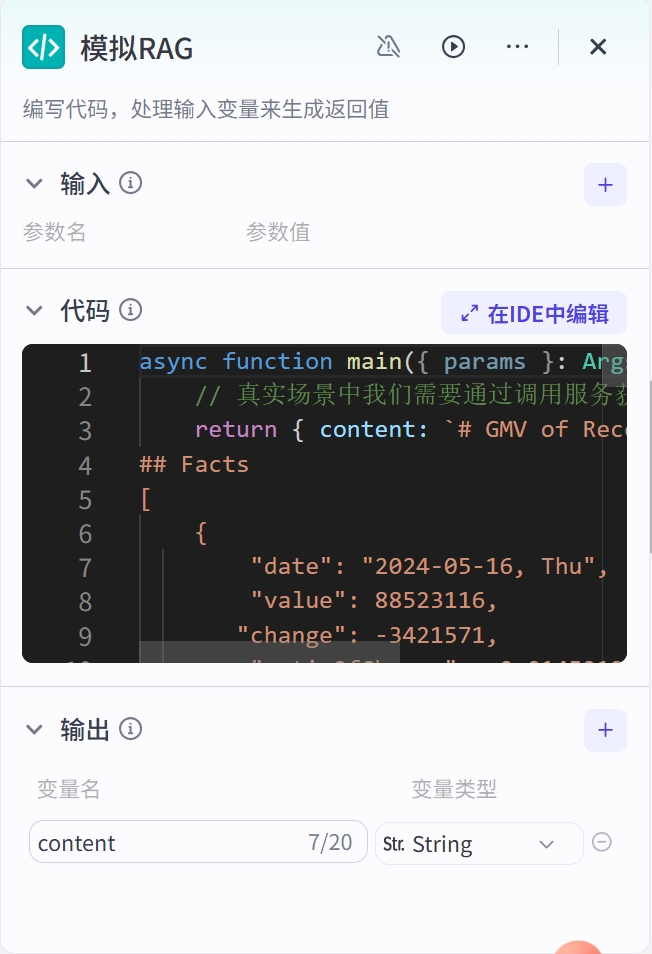 模拟RAG
编写代码，处理输入变量来生成返回值
输入
参数名 参数值
代码 在IDE中编辑
1 async function main({ params }: Arg
2 // 真实场景中我们需要通过调用服务获
3 return { content: `# GMV of Rec
4 ## Facts
5 [
6 {
7 "date": "2024-05-16, Thu",
8 "value": 88523116,
9 "change": -3421571,
输出
变量名 变量类型
content 7/20 Str. String